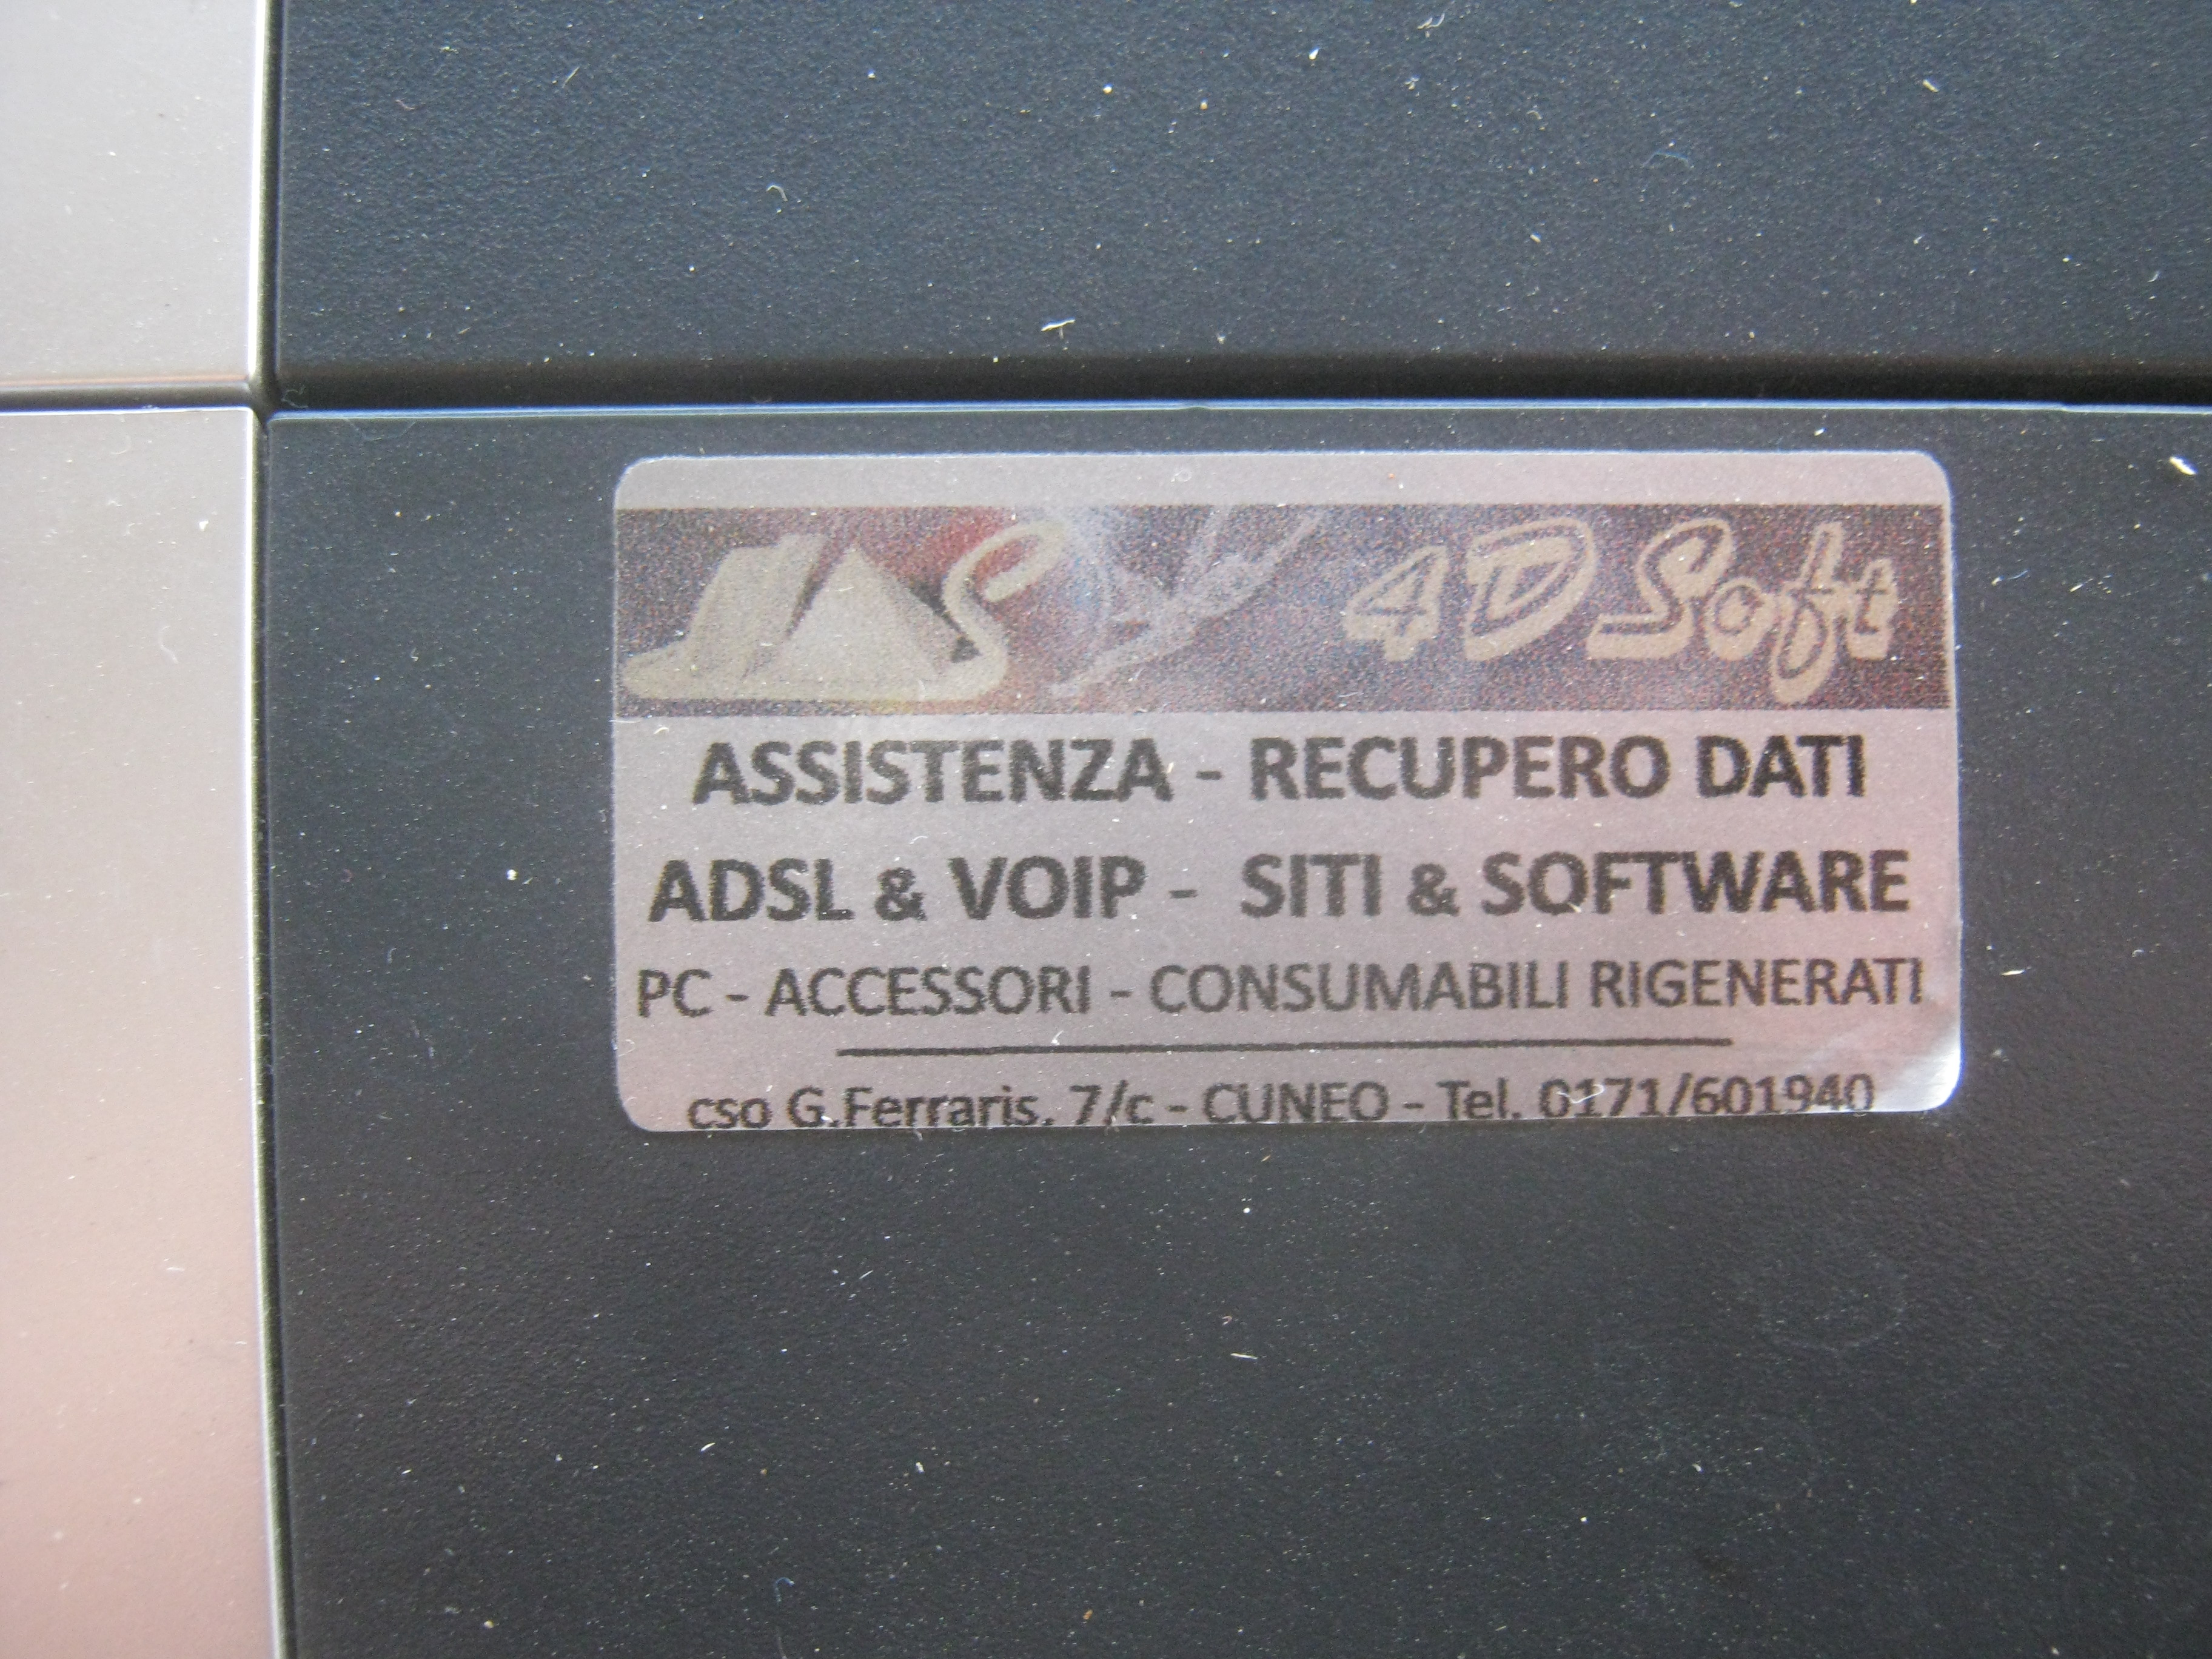 4D Soft
ASSISTENZA - RECUPERO DATI
ADSL & VOIP - SITI & SOFTWARE
PC - ACCESSORI - CONSUMABILI RIGENERATI
cso G.Ferraris, 7/c - CUNEO - Tel. 0171/601940